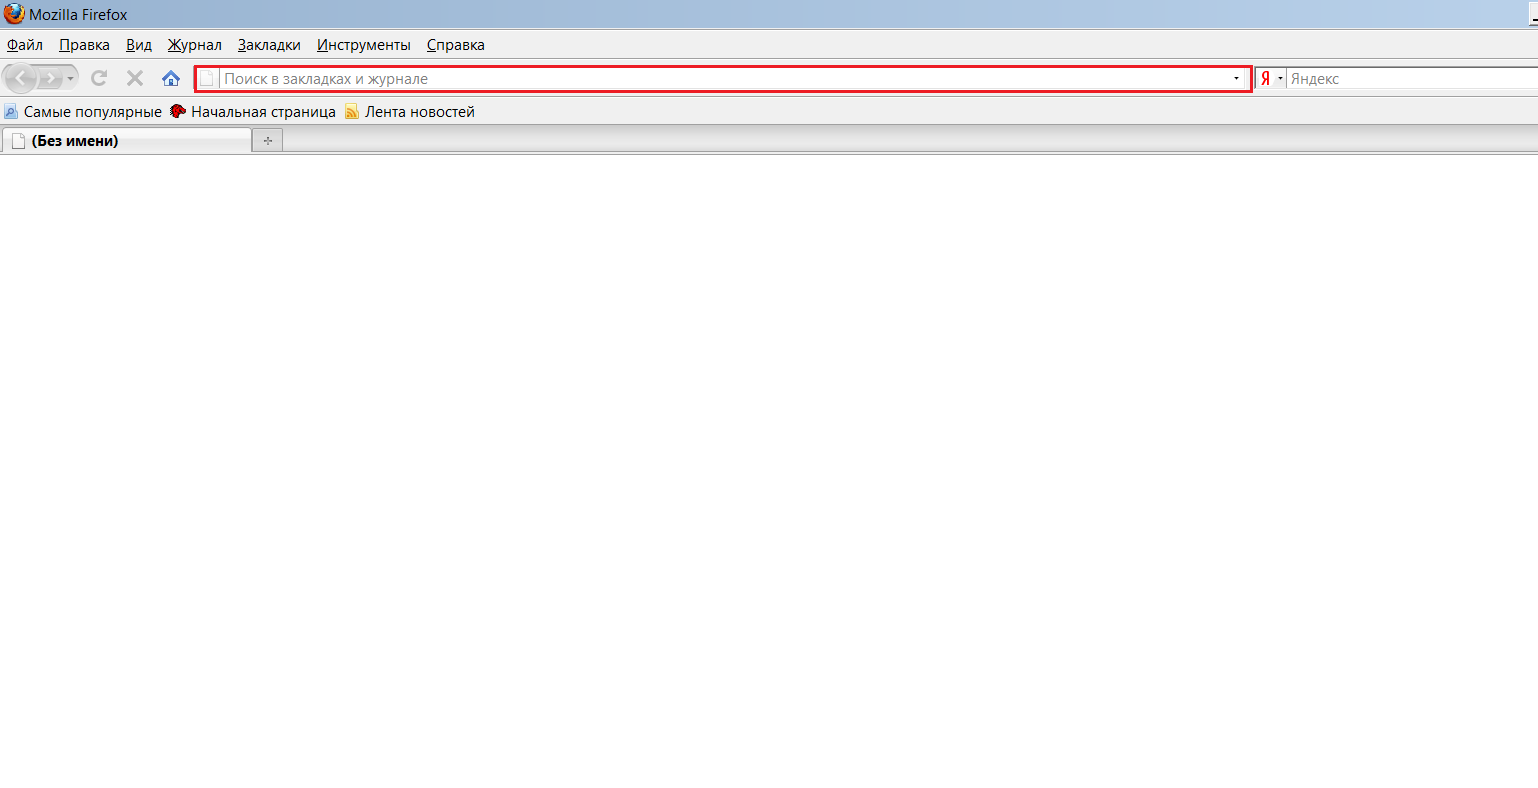 Mozilla Firefox
Файл Правка Вид Журнал Закладки Инструменты Справка
Поиск в закладках и журнале Я Яндекс
Самые популярные Начальная страница Лента новостей
(Без имени)